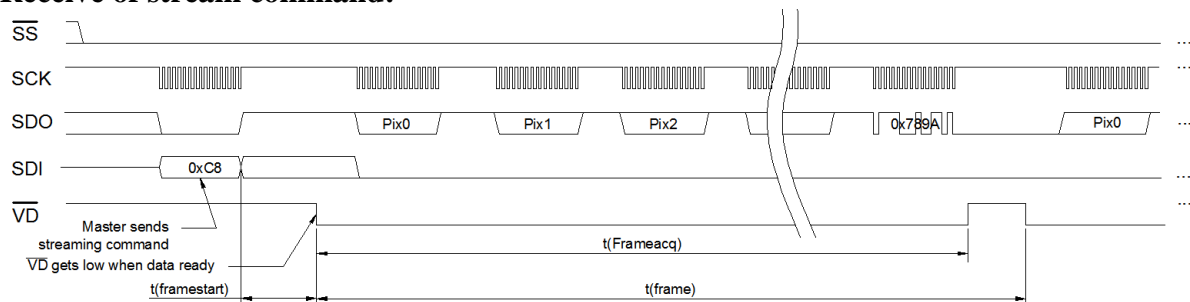 Receive of stream command:
SS
...
SCK
...
SDO
Pix0
Pix1
Pix2
0x789A
Pix0
...
SDI
0xC8
...
VD
...
Master sends
streaming command
VD gets low when data ready
t(Frameacq)
t(framestart)
t(frame)